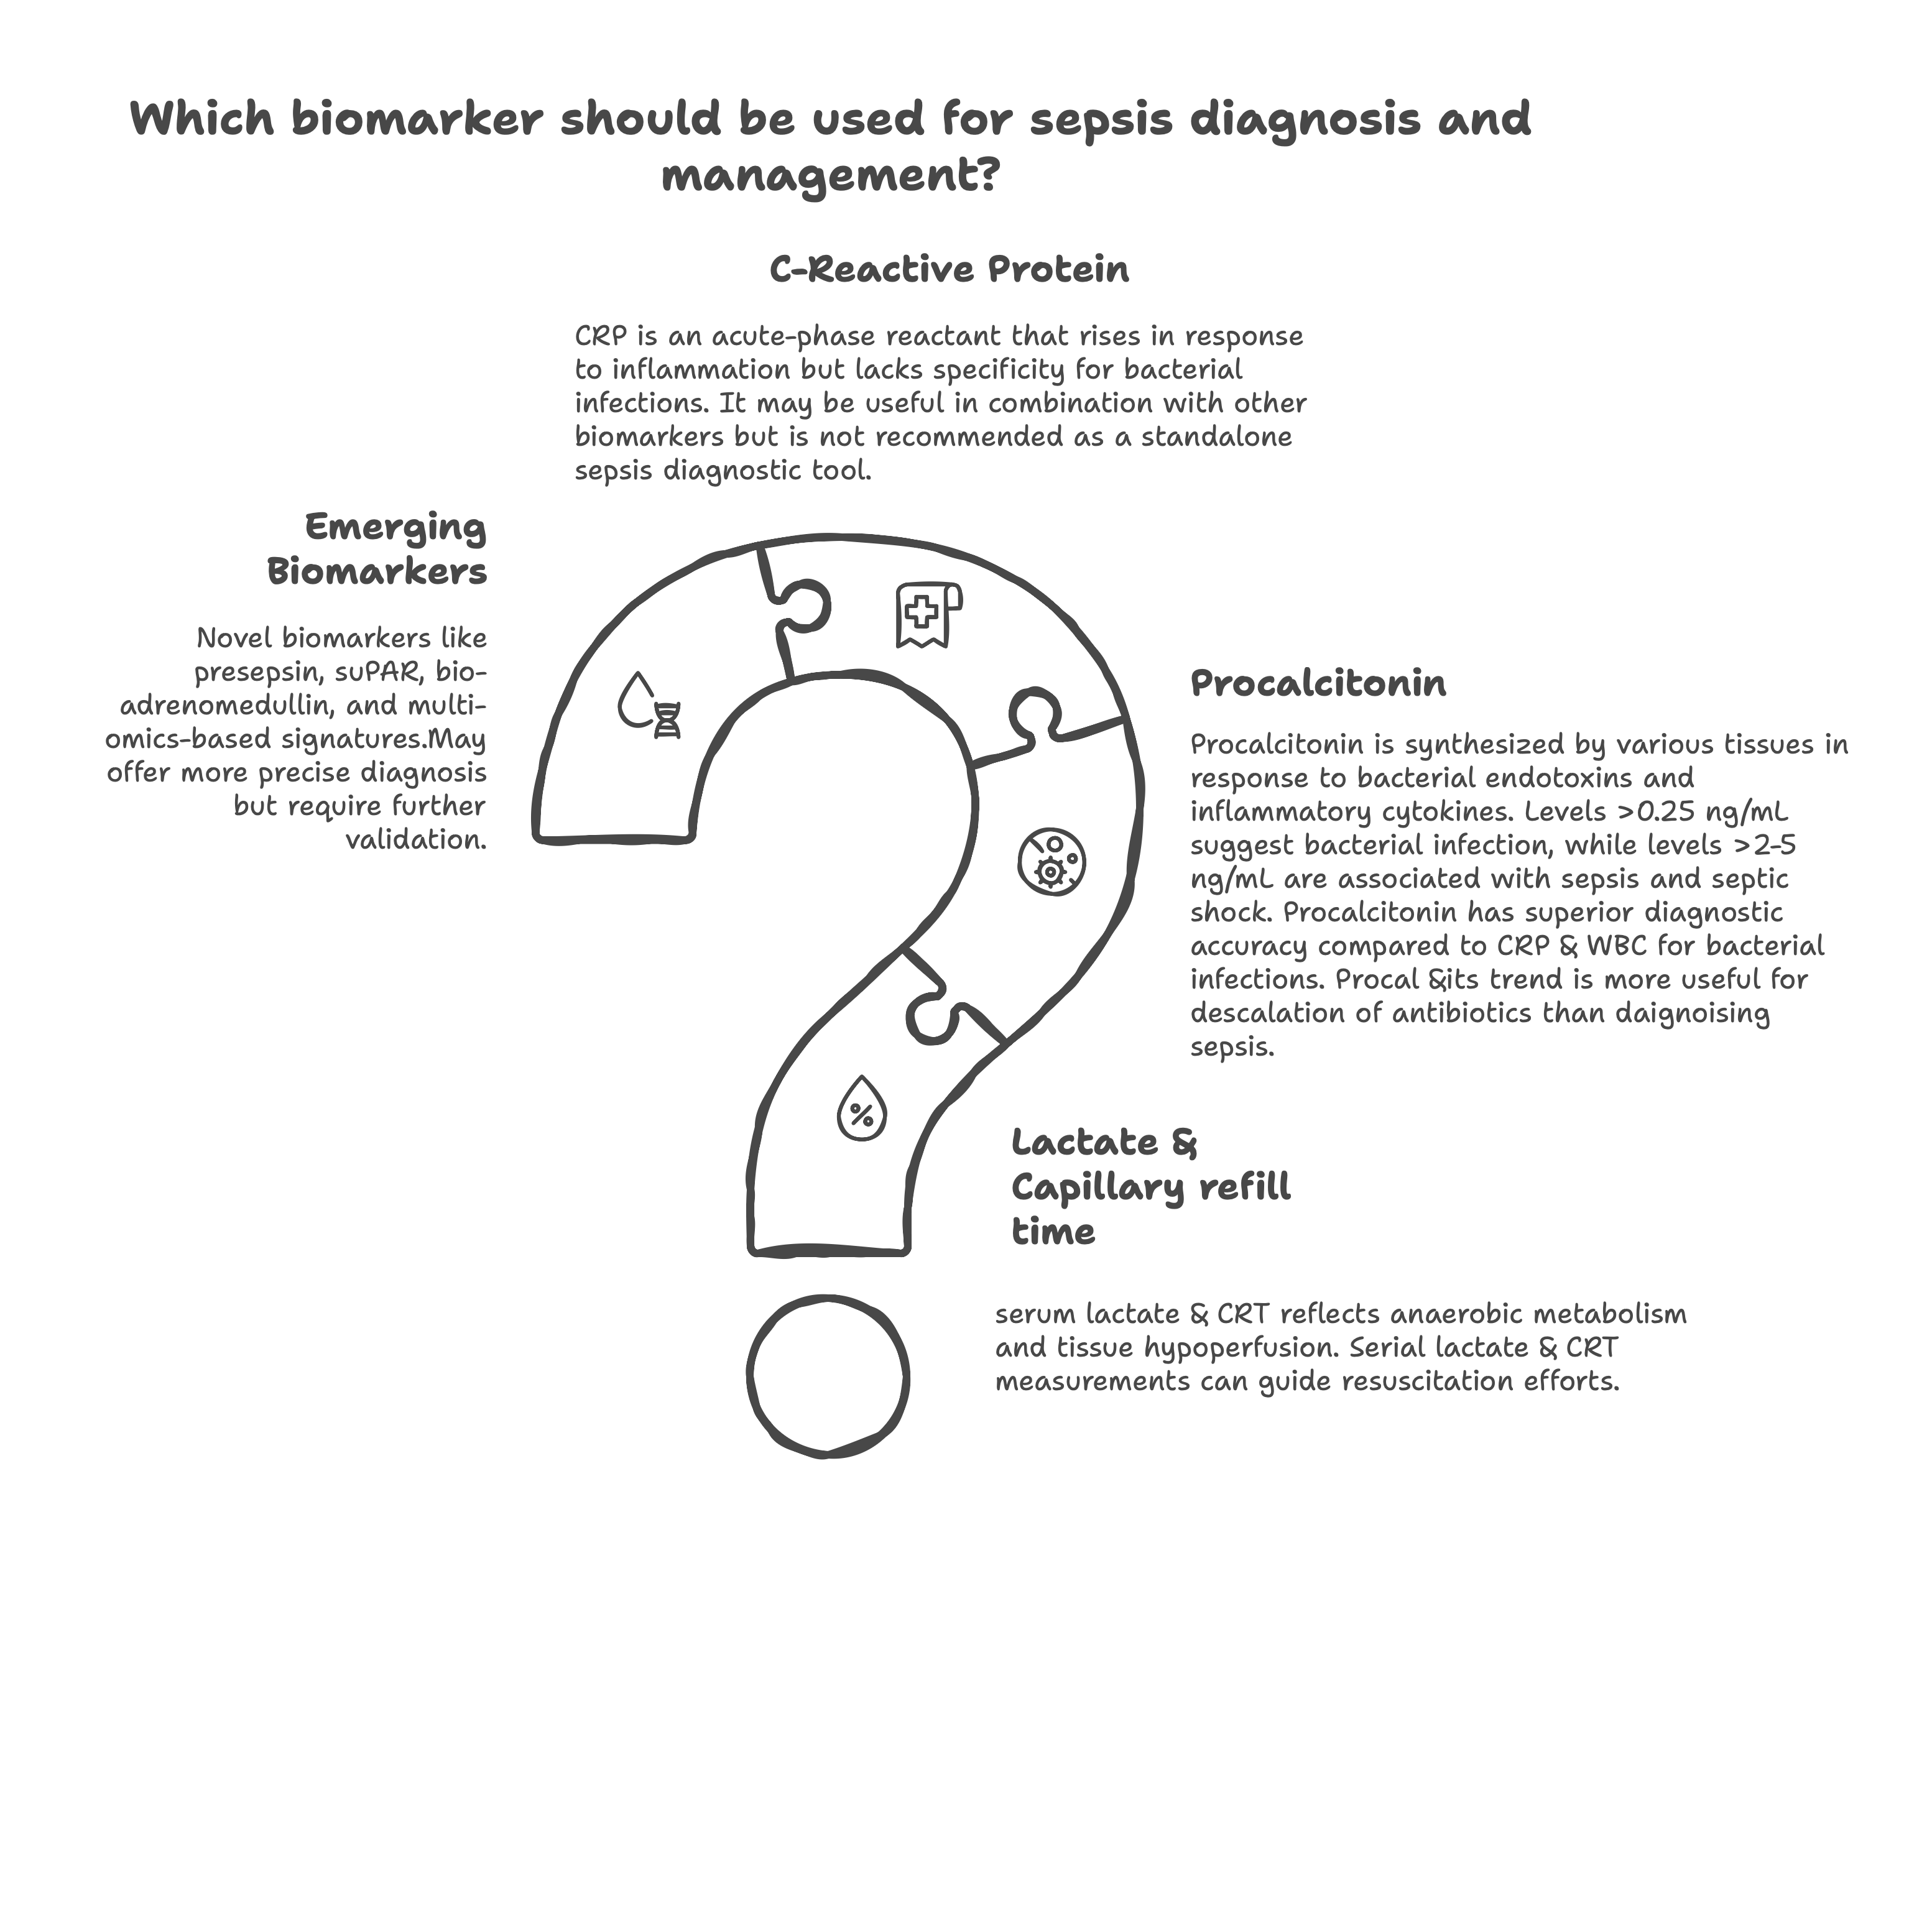 Which biomarker should be used for sepsis diagnosis and
management?
C-Reactive Protein
CRP is an acute-phase reactant that rises in response
to inflammation but lacks specificity for bacterial
infections. It may be useful in combination with other
biomarkers but is not recommended as a standalone
sepsis diagnostic tool.
Emerging
Biomarkers
Novel biomarkers like
presepsin, suPAR, bio-
adrenomedullin, and multi-
omics-based signatures.May
offer more precise diagnosis
but require further
validation.
Procalcitonin
Procalcitonin is synthesized by various tissues in
response to bacterial endotoxins and
inflammatory cytokines. Levels >0.25 ng/mL
suggest bacterial infection, while levels >2-5
ng/mL are associated with sepsis and septic
shock. Procalcitonin has superior diagnostic
accuracy compared to CRP & WBC for bacterial
infections. Procal &its trend is more useful for
descalation of antibiotics than daignoising
sepsis.
Lactate &
Capillary refill
time
serum lactate & CRT reflects anaerobic metabolism
and tissue hypoperfusion. Serial lactate & CRT
measurements can guide resuscitation efforts.
%